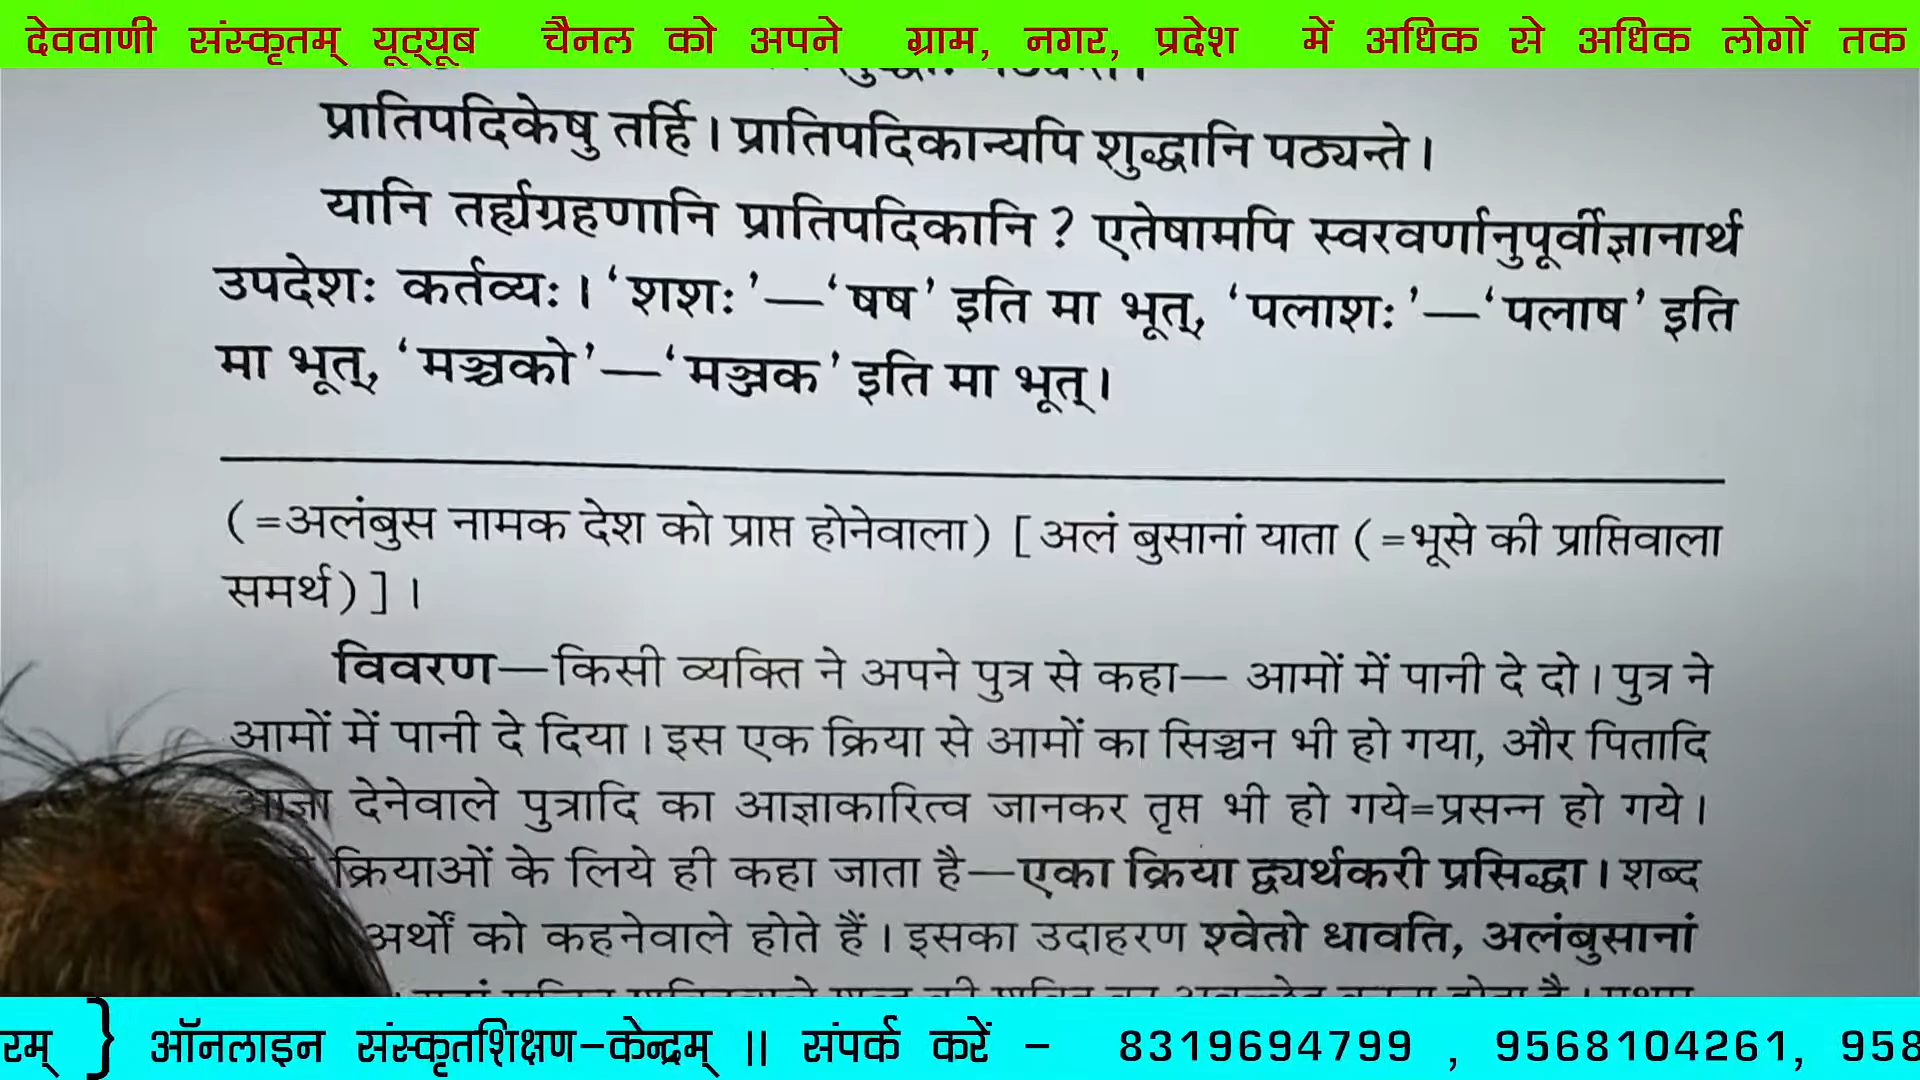 देववाणी संस्कृतम् यूट्यूब चैनल को अपने ग्राम, नगर, प्रदेश में अधिक से अधिक लोगों तक
प्रातिपदिकेषु तर्हि। प्रातिपदिकान्यपि शुद्धानि पठ्यन्ते।
यानि तर्ह्यग्रहणानि प्रातिपदिकानि? एतेषामपि स्वरवर्णानुपूर्वीज्ञानार्थ
उपदेशः कर्तव्यः। ‘शशः’—‘षष’ इति मा भूत्, ‘पलाशः’—‘पलाष’ इति
मा भूत्, ‘मञ्चको’—‘मञ्जक’ इति मा भूत्।
(=अलंबुस नामक देश को प्राप्त होनेवाला) [अलं बुसानां याता (=भूसे की प्राप्तिवाला
समर्थ)]।
विवरण—किसी व्यक्ति ने अपने पुत्र से कहा— आमों में पानी दे दो। पुत्र ने
आमों में पानी दे दिया। इस एक क्रिया से आमों का सिञ्चन भी हो गया, और पितादि
आज्ञा देनेवाले पुत्रादि का आज्ञाकारित्व जानकर तृप्त भी हो गये=प्रसन्न हो गये।
क्रियाओं के लिये ही कहा जाता है—एका क्रिया द्व्यर्थकरी प्रसिद्धा। शब्द
अर्थों को कहनेवाले होते हैं। इसका उदाहरण श्वेतो धावति, अलंबुसानां
रम् } ऑनलाइन संस्कृतशिक्षण-केन्द्रम् || संपर्क करें - 8319694799 , 9568104261, 958